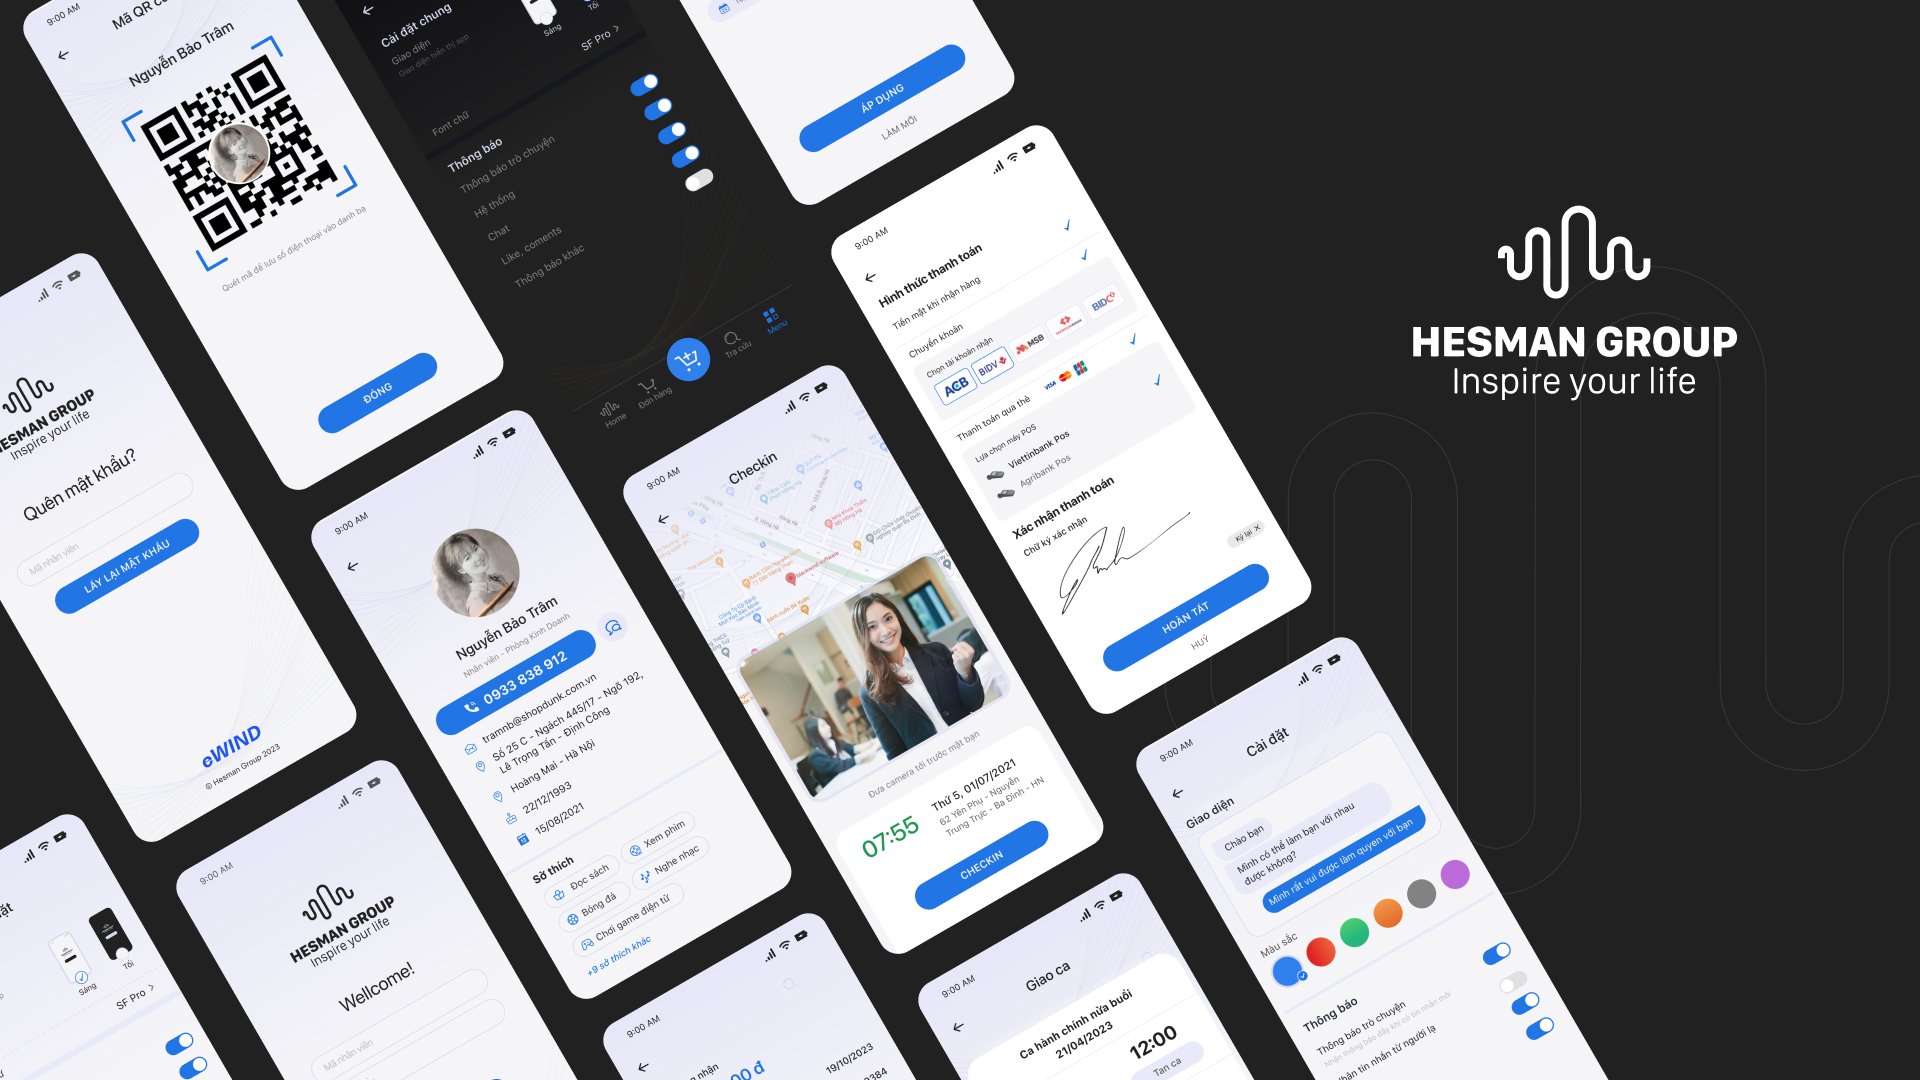 9:00 AM
Mã QR c
Nguyễn Bảo Trâm
Quét mã để lưu số điện thoại vào danh bạ
ĐÓNG
Cài đặt chung
Giao diện
Giao diện hiển thị app
Sáng
Tối
Font chữ
SF Pro
Thông báo
Thông báo trò chuyện
Hệ thống
Chat
Like, coments
Thông báo khác
Home
Đơn hàng
Tra cứu
Menu
ÁP DỤNG
LÀM MỚI
HESMAN GROUP
Inspire your life
HESMAN GROUP
Inspire your life
Quên mật khẩu?
Mã nhân viên
LẤY LẠI MẬT KHẨU
eWIND
© Hesman Group 2023
9:00 AM
Nguyễn Bảo Trâm
Nhân viên - Phòng Kinh Doanh
0933 838 912
tramnb@shopdunk.com.vn
Số 25 C - Ngách 445/17 - Ngõ 192,
Lê Trọng Tấn - Định Công
Hoàng Mai - Hà Nội
22/12/1993
15/08/2021
Sở thích
Đọc sách
Xem phim
Bóng đá
Nghe nhạc
Chơi game điện tử
+9 sở thích khác
9:00 AM
Checkin
Đưa camera tới trước mặt bạn
07:55
Thứ 5, 01/07/2021
62 Yên Phụ - Nguyễn
Trung Trực - Ba Đình - HN
CHECKIN
9:00 AM
Hình thức thanh toán
Tiền mặt khi nhận hàng
Chuyển khoản
Chọn tài khoản nhận
ACB
BIDV
MSB
TECHCOMBANK
BIDC
Thanh toán qua thẻ
VISA
Lựa chọn máy POS
Viettinbank Pos
Agribank Pos
Xác nhận thanh toán
Chữ ký xác nhận
Ký lại
HOÀN TẤT
HUỶ
9:00 AM
Cài đặt
Giao diện
Chào bạn
Mình có thể làm bạn với nhau
được không?
Mình rất vui được làm quen với bạn
Màu sắc
Thông báo
Thông báo trò chuyện
Nhận thông báo đẩy khi có tin nhắn mới
nhận tin nhắn từ người lạ
Sáng
Tối
SF Pro
9:00 AM
HESMAN GROUP
Inspire your life
Wellcome!
Mã nhân viên
9:00 AM
00 đ
19/10/2023
9:00 AM
Giao ca
Ca hành chính nửa buổi
21/04/2023
12:00
Tan ca